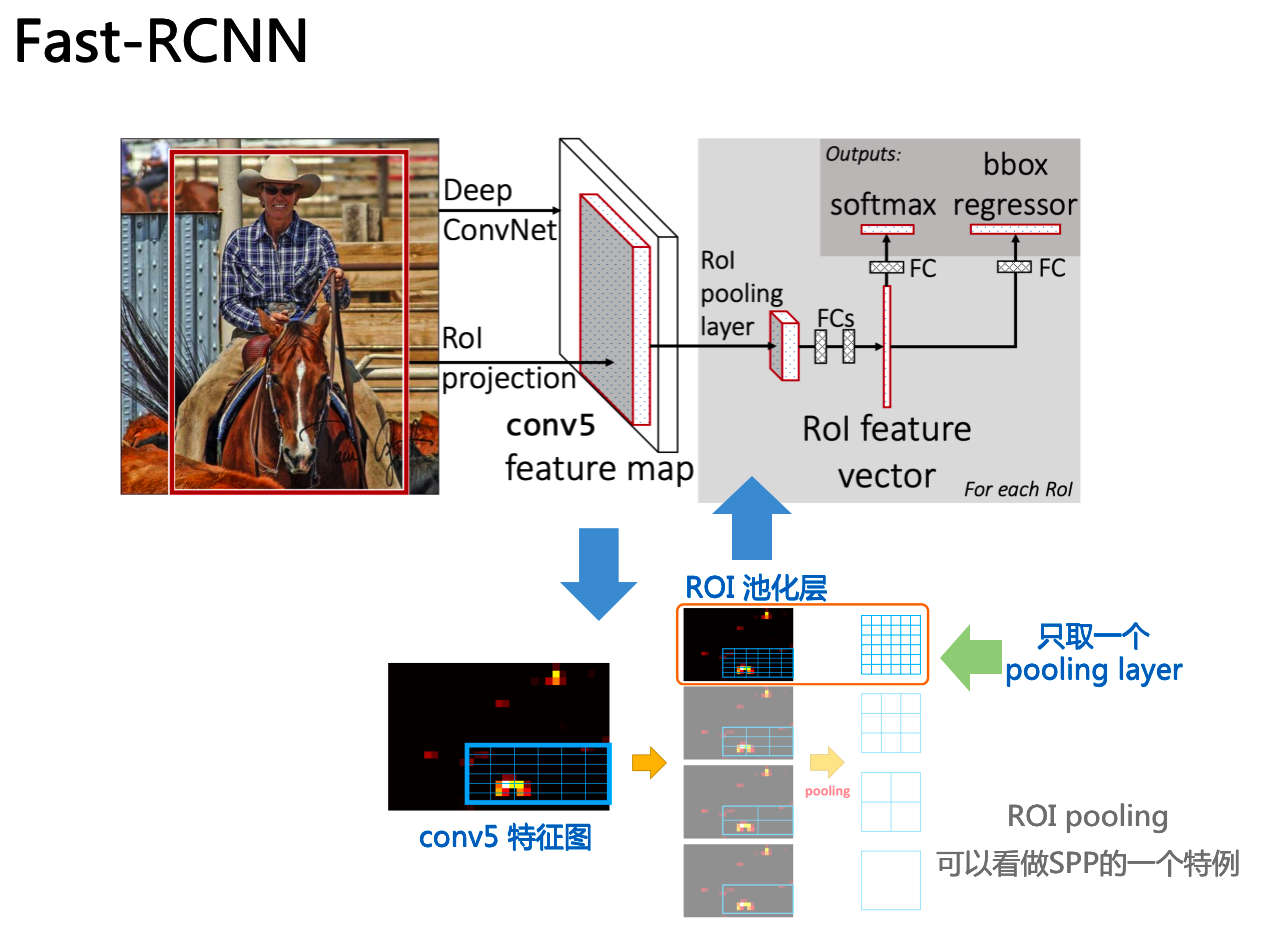 Fast-RCNN
Deep
ConvNet
RoI
projection
conv5
feature map
RoI
pooling
layer
FCs
Outputs:
softmax
bbox
regressor
FC
FC
RoI feature
vector
For each RoI
ROI 池化层
只取一个
pooling layer
conv5 特征图
pooling
ROI pooling
可以看做SPP的一个特例